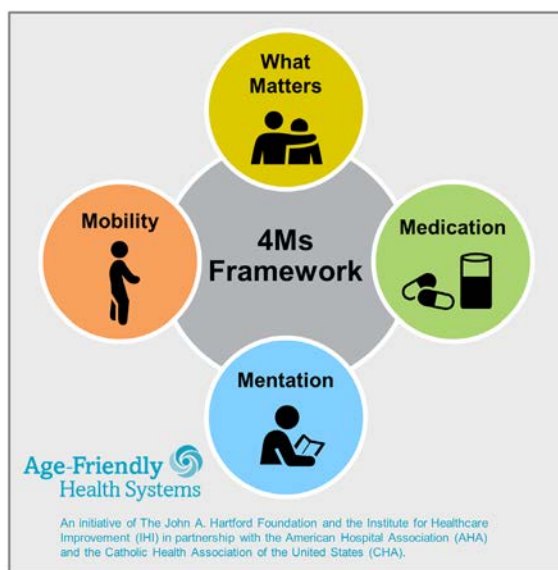 What
Matters
Mobility
4Ms
Framework
Medication
Mentation
Age-Friendly
Health Systems
An initiative of The John A. Hartford Foundation and the Institute for Healthcare
Improvement (IHI) in partnership with the American Hospital Association (AHA)
and the Catholic Health Association of the United States (CHA).